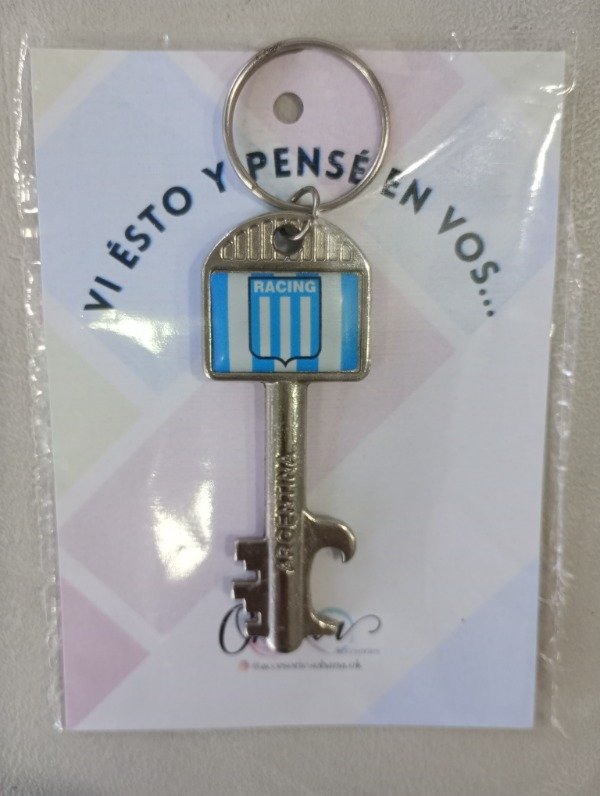 VI ÉSTO Y PENSÉ EN VOS...
RACING
ARGENTINA